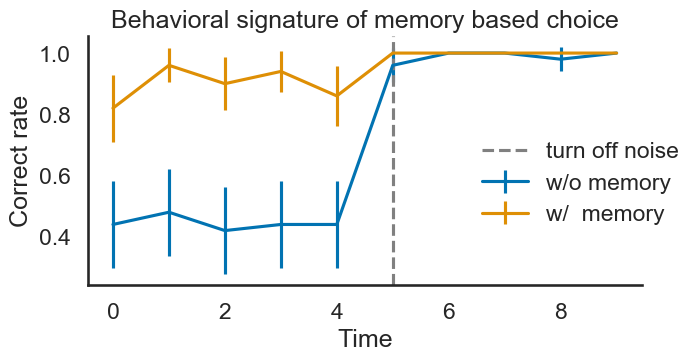 Behavioral signature of memory based choice
1.0
0.8
0.6
0.4
Correct rate
turn off noise
w/o memory
w/  memory
0
2
4
6
8
Time